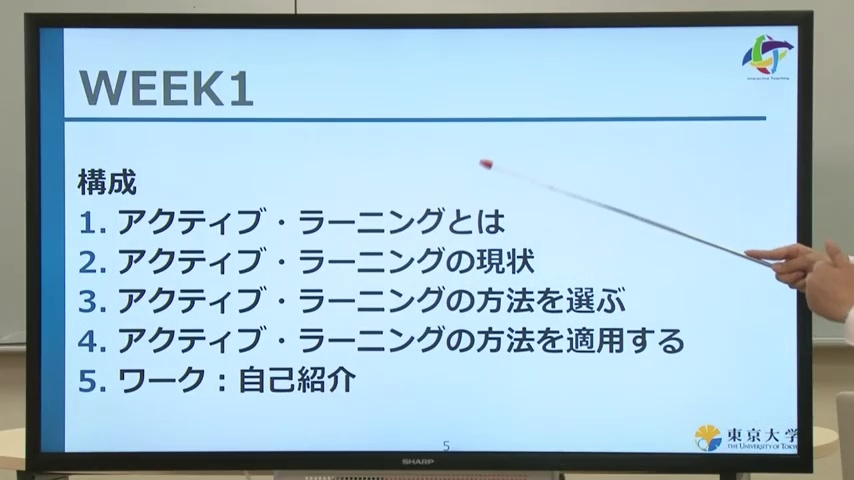 WEEK1
Interactive Teaching
構成
1. アクティブ・ラーニングとは
2. アクティブ・ラーニングの現状
3. アクティブ・ラーニングの方法を選ぶ
4. アクティブ・ラーニングの方法を適用する
5. ワーク：自己紹介
5
東京大学
THE UNIVERSITY OF TOKYO
SHARP